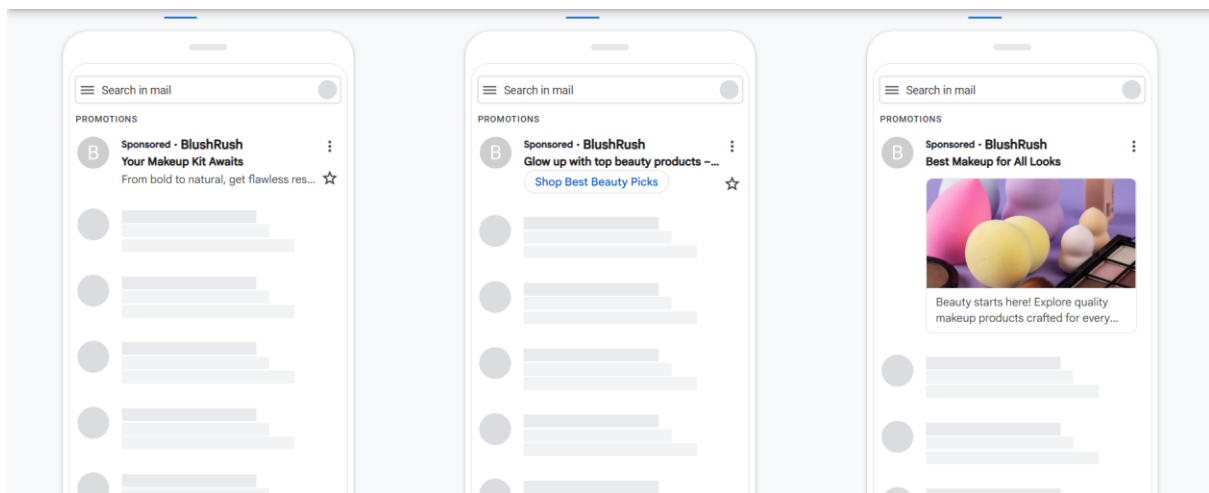 Search in mail
PROMOTIONS
B
Sponsored · BlushRush
Your Makeup Kit Awaits
From bold to natural, get flawless res...
Search in mail
PROMOTIONS
B
Sponsored · BlushRush
Glow up with top beauty products –...
Shop Best Beauty Picks
Search in mail
PROMOTIONS
B
Sponsored · BlushRush
Best Makeup for All Looks
Beauty starts here! Explore quality
makeup products crafted for every...